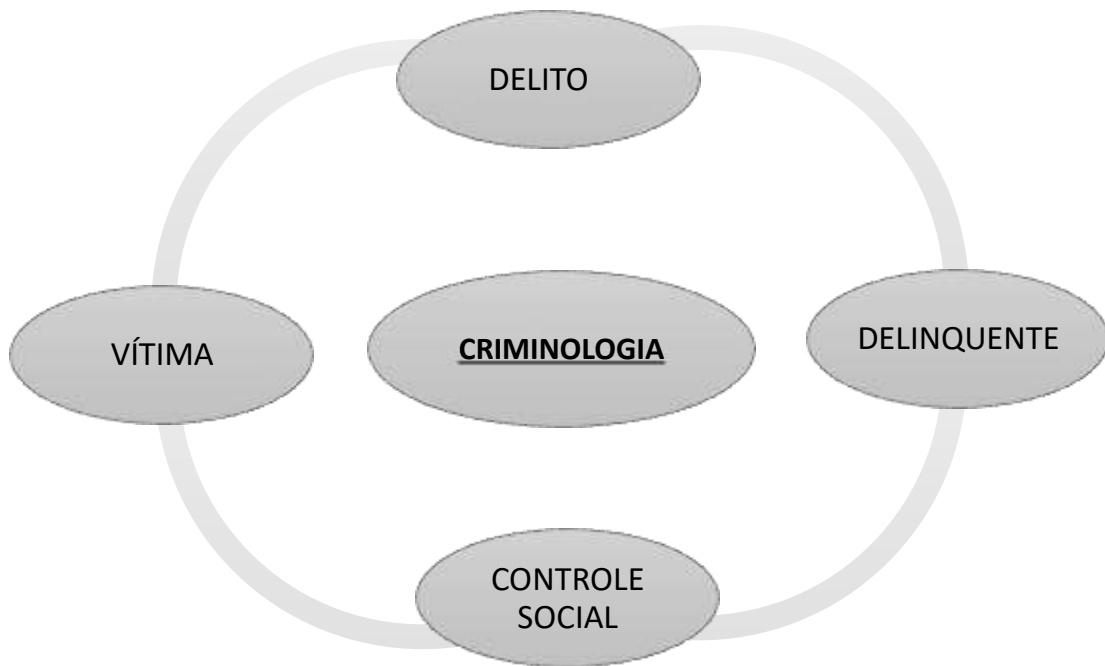 DELITO
VÍTIMA
CRIMINOLOGIA
DELINQUENTE
CONTROLE
SOCIAL